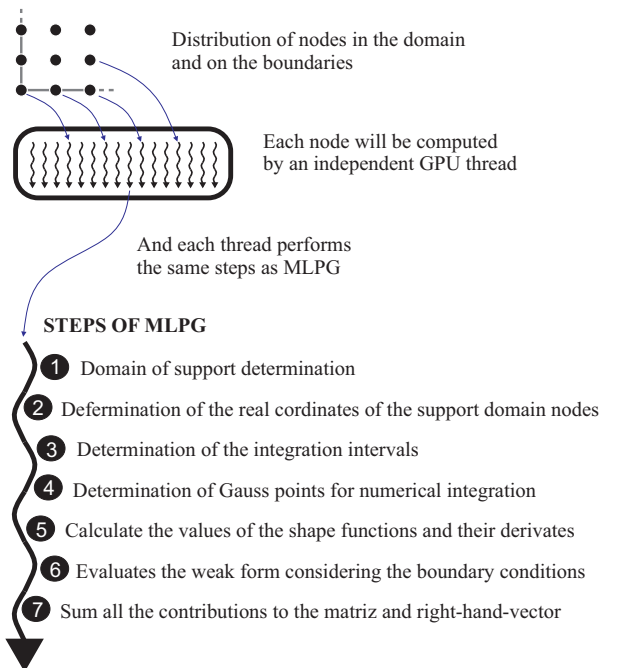 Distribution of nodes in the domain
and on the boundaries
Each node will be computed
by an independent GPU thread
And each thread performs
the same steps as MLPG
STEPS OF MLPG
1 Domain of support determination
2 Defermination of the real cordinates of the support domain nodes
3 Determination of the integration intervals
4 Determination of Gauss points for numerical integration
5 Calculate the values of the shape functions and their derivates
6 Evaluates the weak form considering the boundary conditions
7 Sum all the contributions to the matriz and right-hand-vector